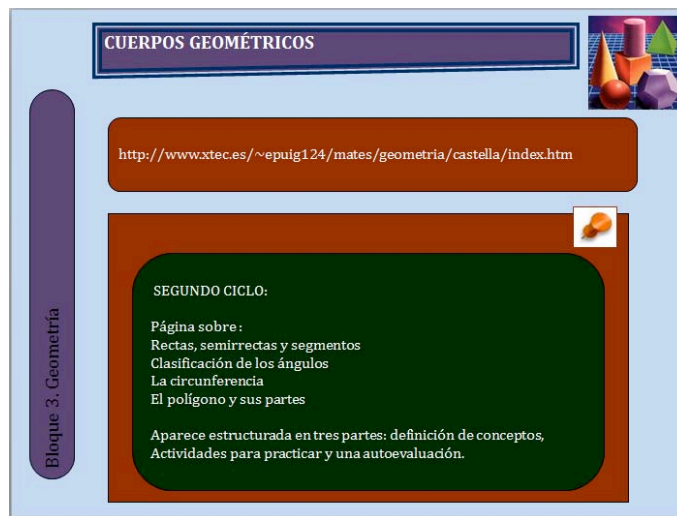 CUERPOS GEOMÉTRICOS
http://www.xtec.es/~epuig124/mates/geometria/castella/index.htm
Bloque 3. Geometría
SEGUNDO CICLO:
Página sobre :
Rectas, semirrectas y segmentos
Clasificación de los ángulos
La circunferencia
El polígono y sus partes
Aparece estructurada en tres partes: definición de conceptos,
Actividades para practicar y una autoevaluación.